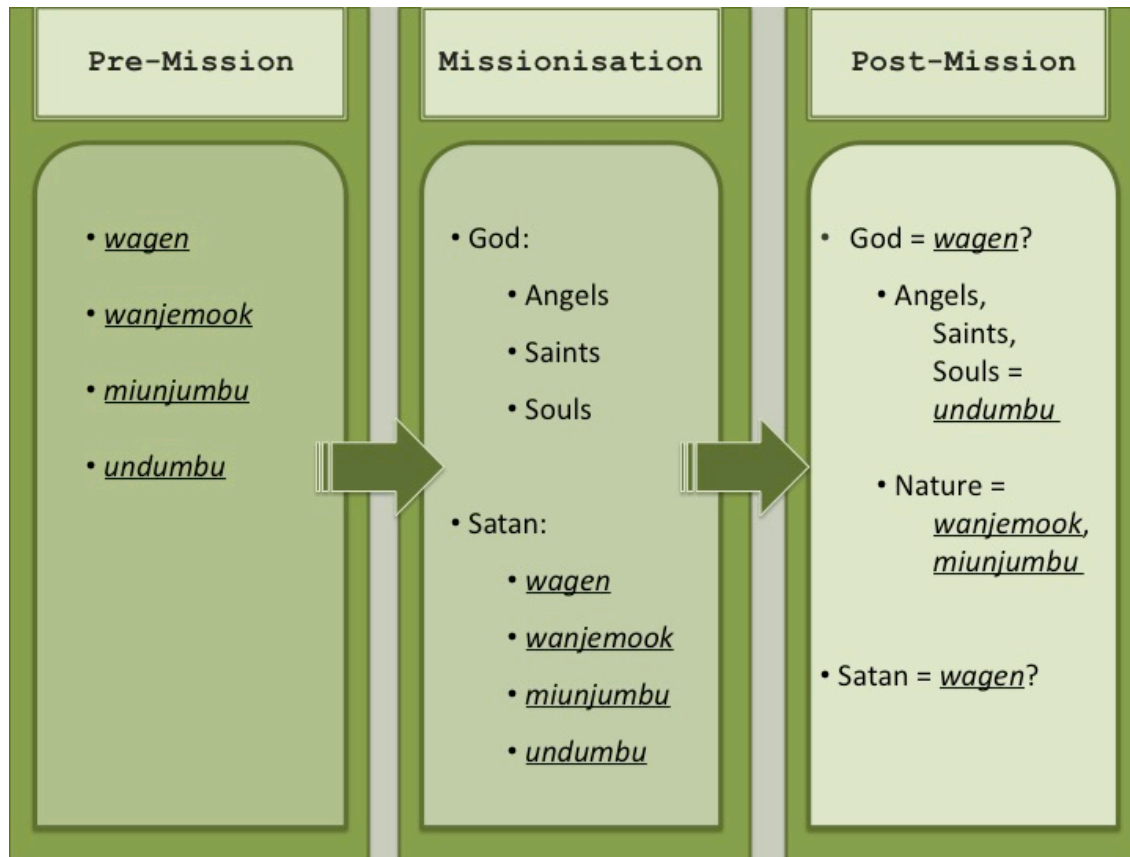 Pre-Mission
• wagen
• wanjemook
• miunjumbu
• undumbu
Missionisation
• God:
• Angels
• Saints
• Souls
• Satan:
• wagen
• wanjemook
• miunjumbu
• undumbu
Post-Mission
• God = wagen?
• Angels,
Saints,
Souls =
undumbu
• Nature =
wanjemook,
miunjumbu
• Satan = wagen?